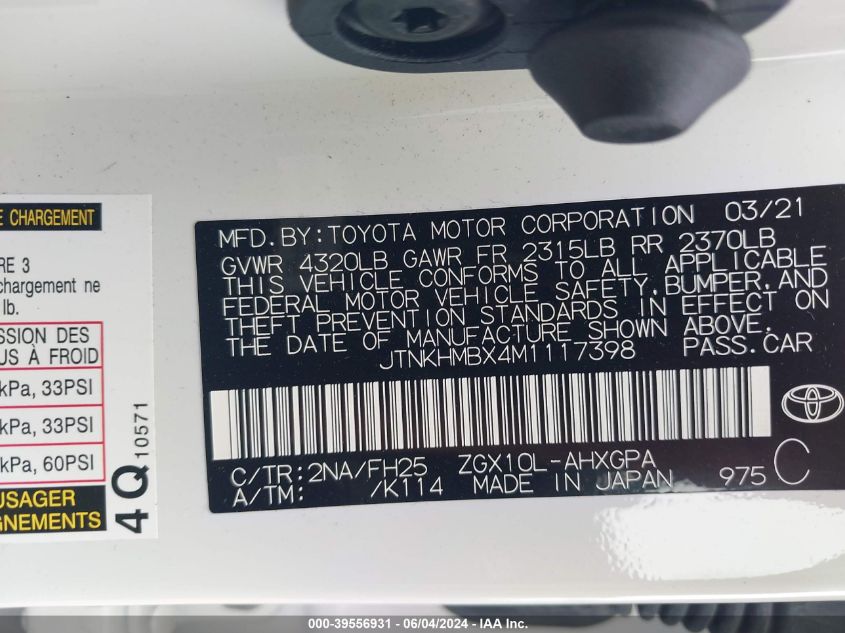 E CHARGEMENT
RE 3
chargement ne
lb.
SSION DES
US À FROID
kPa, 33PSI
kPa, 33PSI
kPa, 60PSI
USAGER
GNEMENTS
4Q10571
MFD. BY: TOYOTA MOTOR CORPORATION 03/21
GVWR 4320LB GAWR FR 2315LB RR 2370LB
THIS VEHICLE CONFORMS TO ALL APPLICABLE
FEDERAL MOTOR VEHICLE SAFETY, BUMPER, AND
THEFT PREVENTION STANDARDS IN EFFECT ON
THE DATE OF MANUFACTURE SHOWN ABOVE.
JTNKHMBX4M1117398 PASS. CAR
C/TR: 2NA/FH25 ZGX10L-AHXGPA
A/TM: /K114 MADE IN JAPAN 975 C
000-39556931 - 06/04/2024 - IAA Inc.